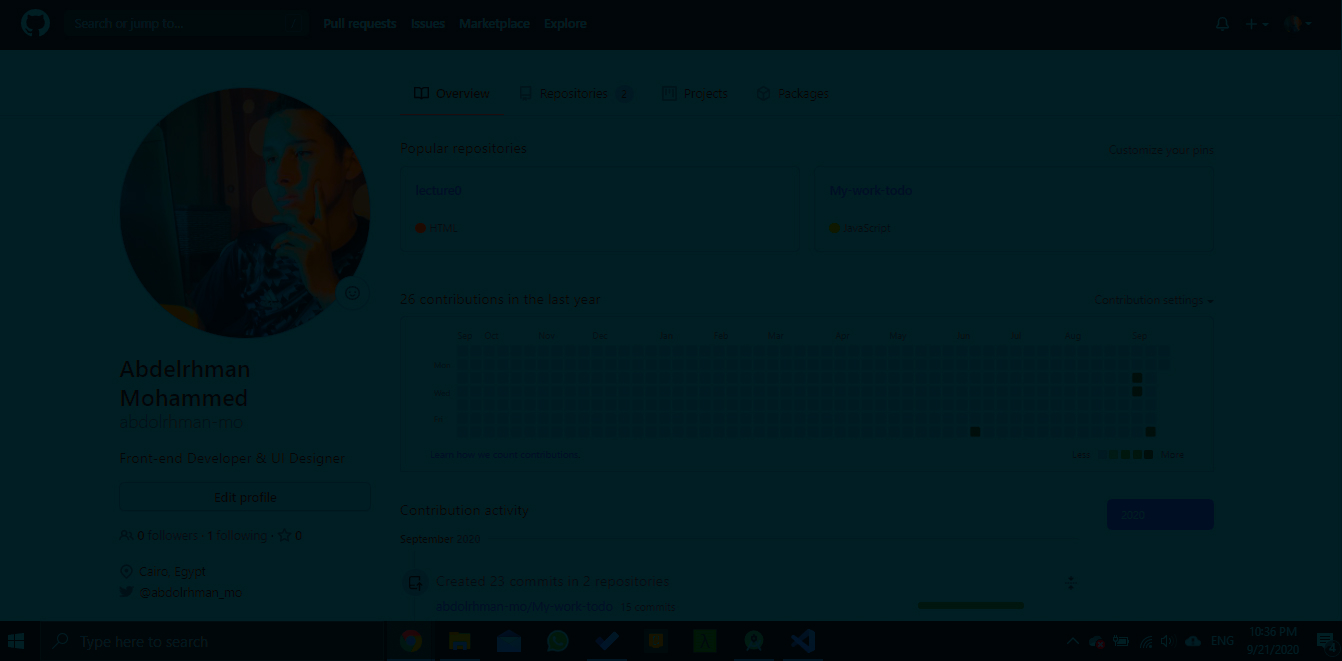 Search or jump to...
/
Pull requests
Issues
Marketplace
Explore
Overview
Repositories 2
Projects
Packages
Popular repositories
Customize your pins
lecture0
HTML
My-work-todo
JavaScript
26 contributions in the last year
Contribution settings
Sep Oct Nov Dec Jan Feb Mar Apr May Jun Jul Aug Sep
Mon
Wed
Fri
Learn how we count contributions
Less
More
Abdelrhman
Mohammed
abdolrhman-mo
Front-end Developer & UI Designer
Edit profile
0 followers · 1 following · 0
Cairo, Egypt
@abdolrhman_mo
Contribution activity
2020
September 2020
Created 23 commits in 2 repositories
abdolrhman-mo/My-work-todo 15 commits
Type here to search
ENG
10:36 PM
9/21/2020